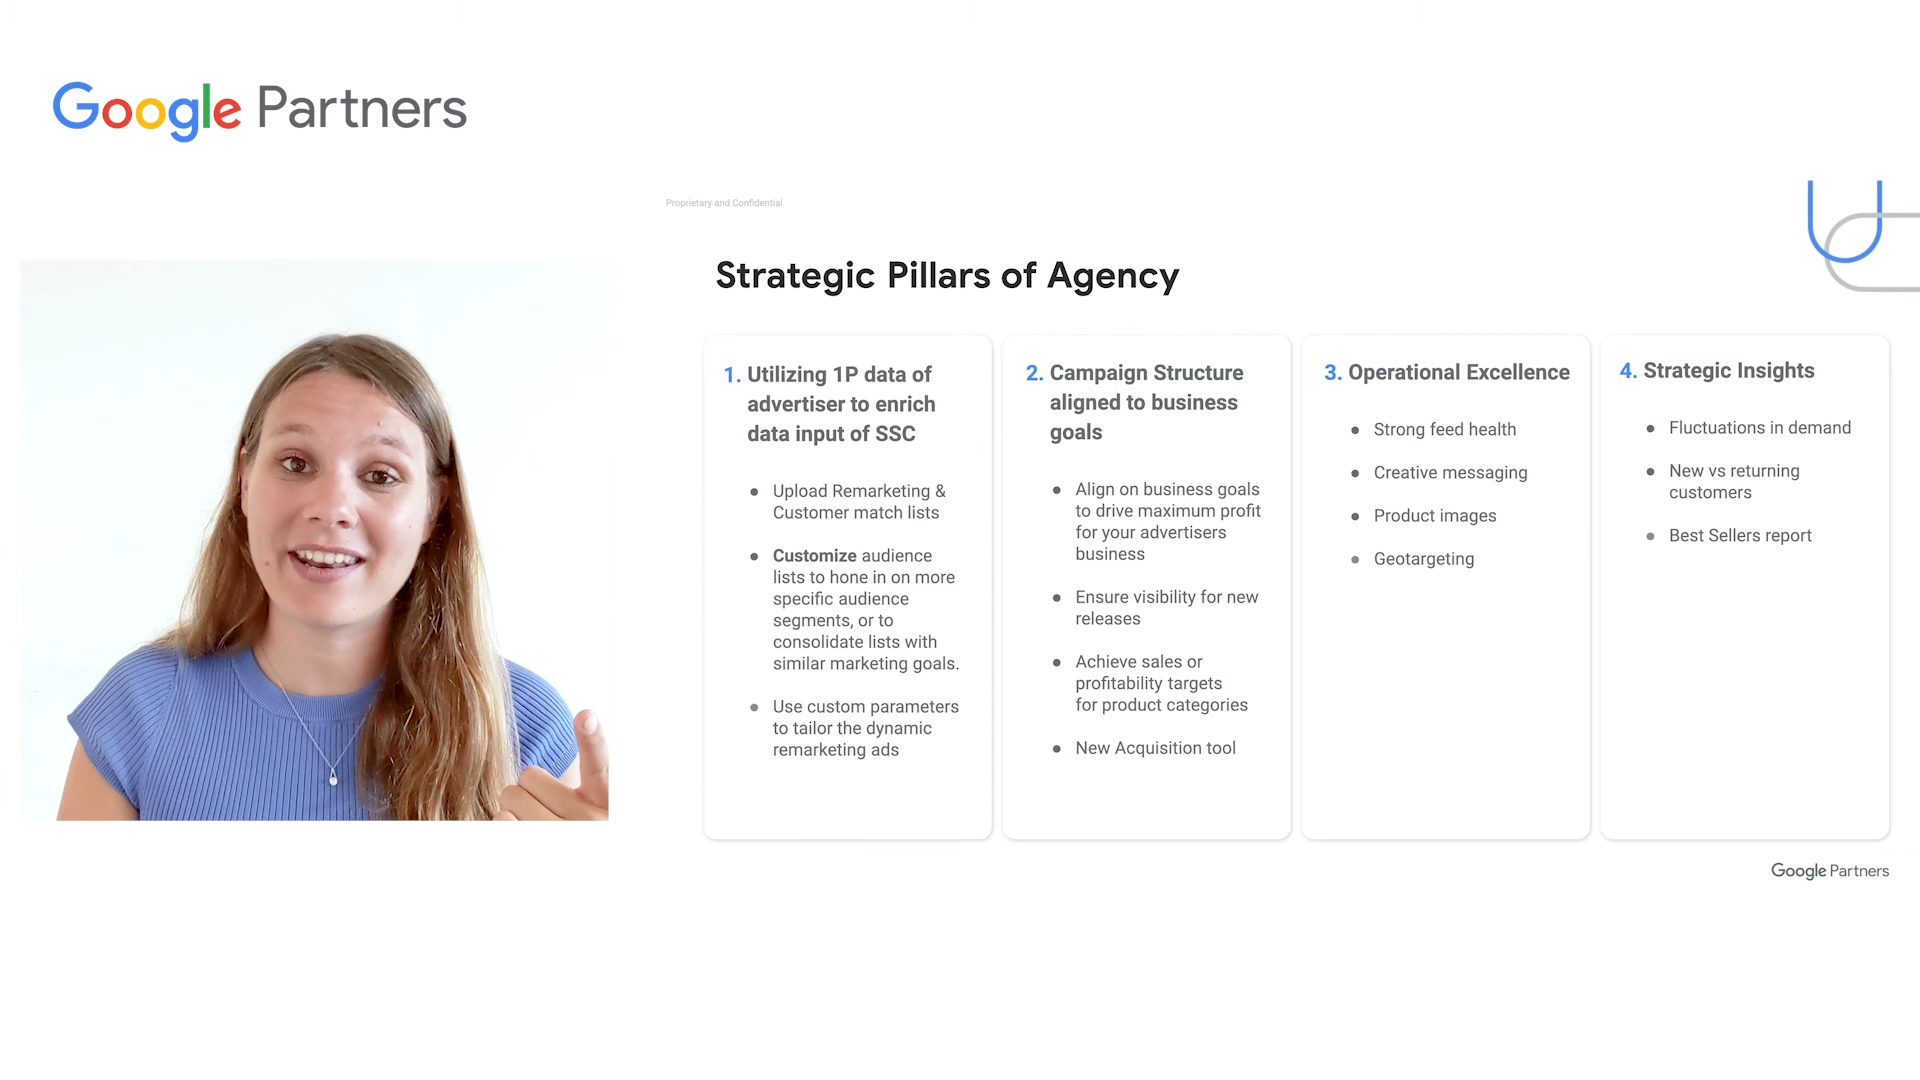 Google Partners
Proprietary and Confidential
Strategic Pillars of Agency
1. Utilizing 1P data of
advertiser to enrich
data input of SSC
● Upload Remarketing &
Customer match lists
● Customize audience
lists to hone in on more
specific audience
segments, or to
consolidate lists with
similar marketing goals.
● Use custom parameters
to tailor the dynamic
remarketing ads
2. Campaign Structure
aligned to business
goals
● Align on business goals
to drive maximum profit
for your advertisers
business
● Ensure visibility for new
releases
● Achieve sales or
profitability targets
for product categories
● New Acquisition tool
3. Operational Excellence
● Strong feed health
● Creative messaging
● Product images
● Geotargeting
4. Strategic Insights
● Fluctuations in demand
● New vs returning
customers
● Best Sellers report
Google Partners